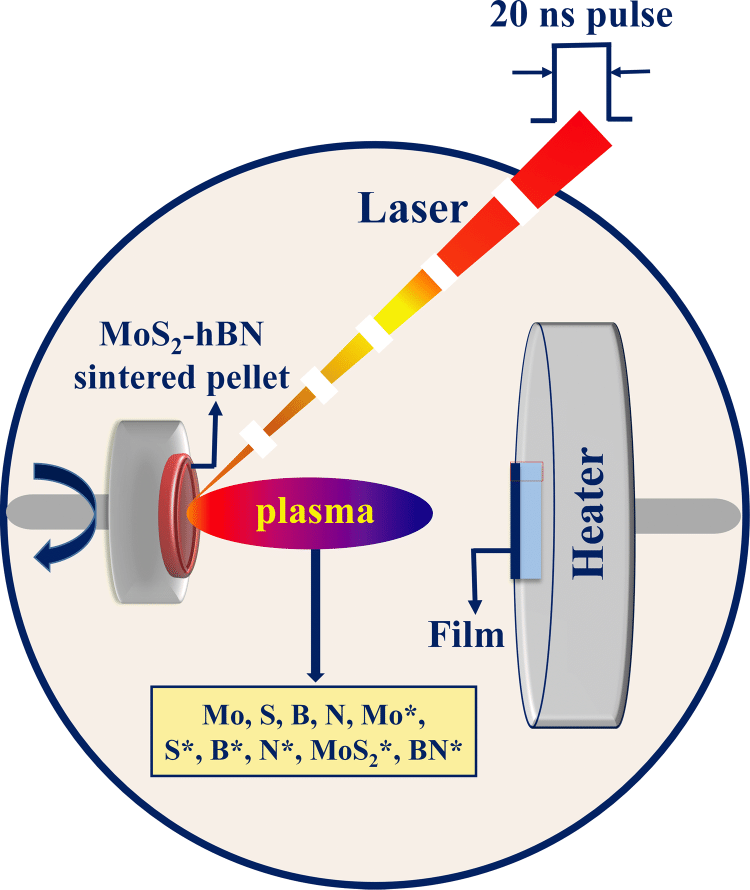 20 ns pulse
Laser
MoS₂-hBN
sintered pellet
plasma
Heater
Film
Mo, S, B, N, Mo*,
S*, B*, N*, MoS₂*, BN*